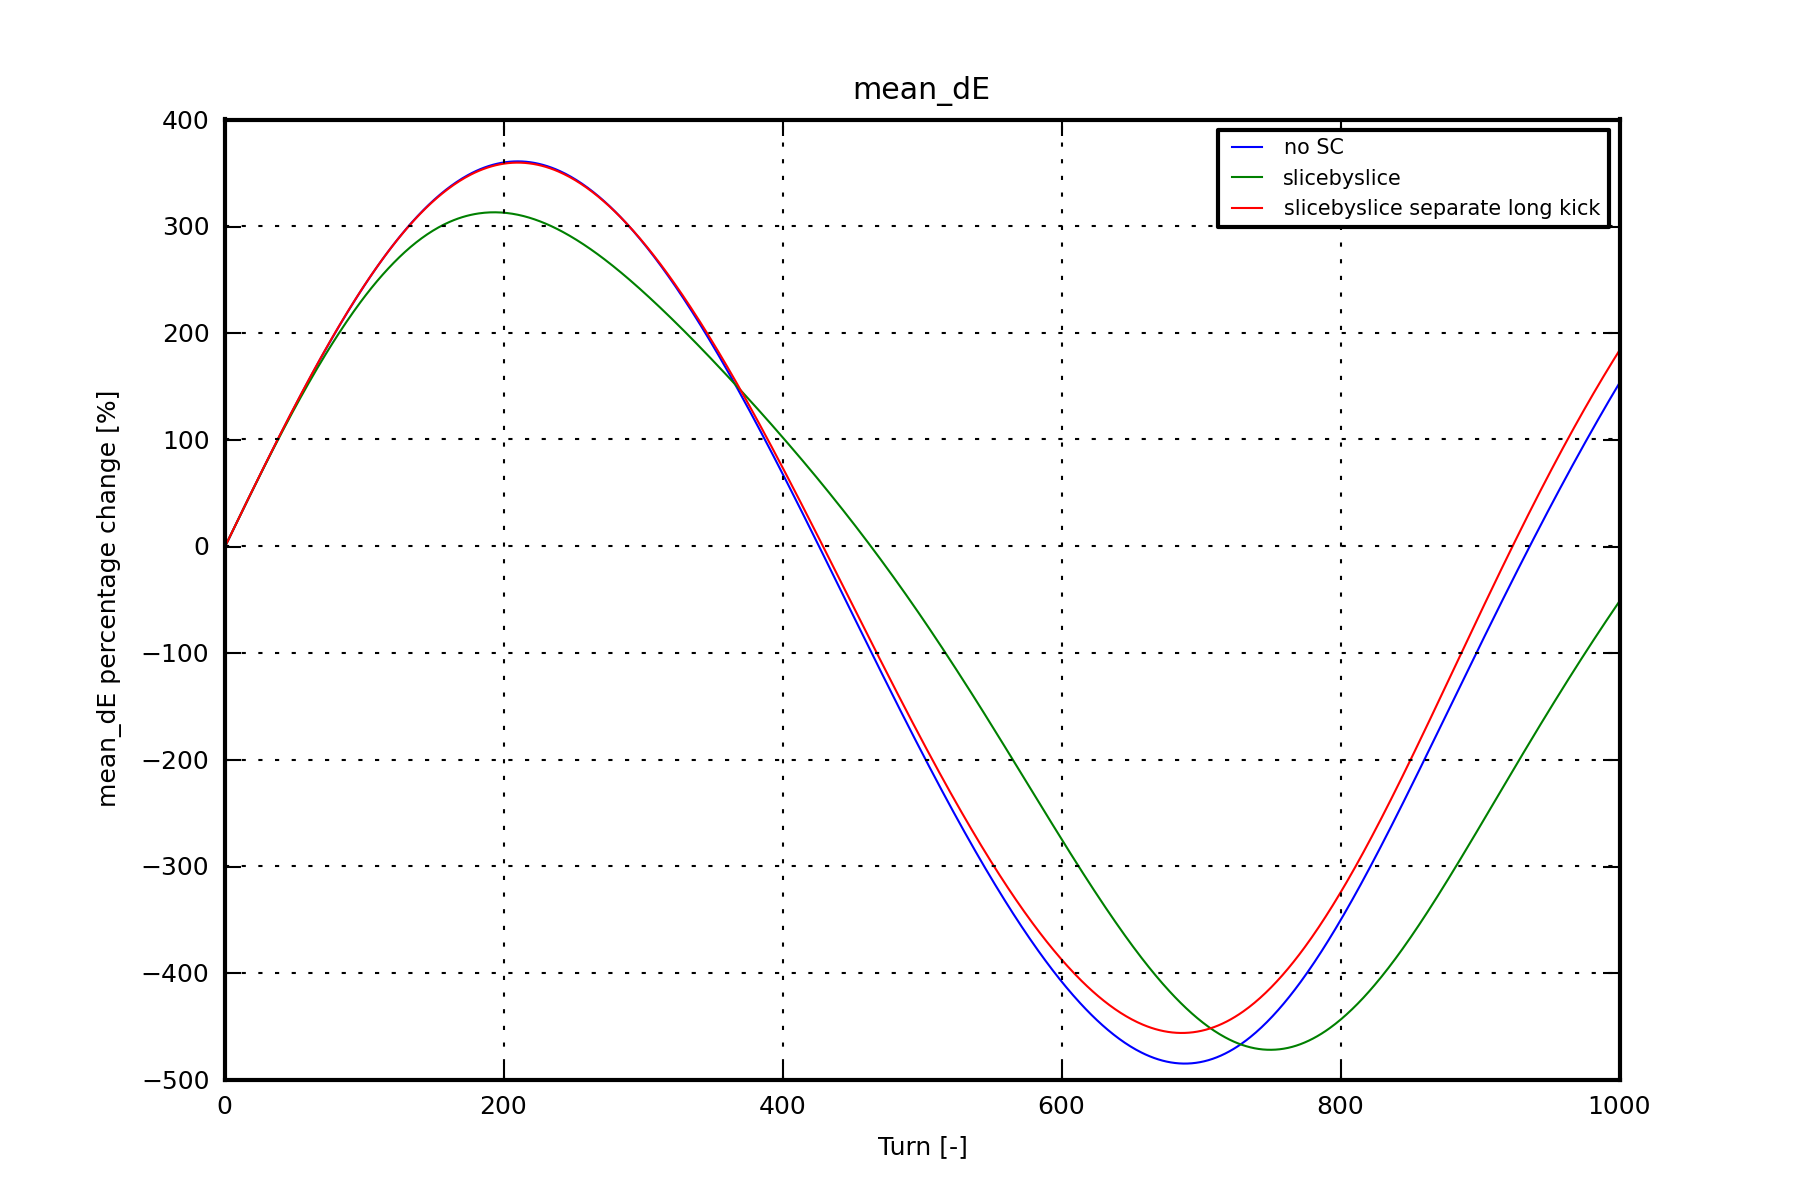 mean_dE
400
300
200
100
0
−100
−200
−300
−400
−500
mean_dE percentage change [%]
no SC
slicebyslice
slicebyslice separate long kick
0 200 400 600 800 1000
Turn [-]